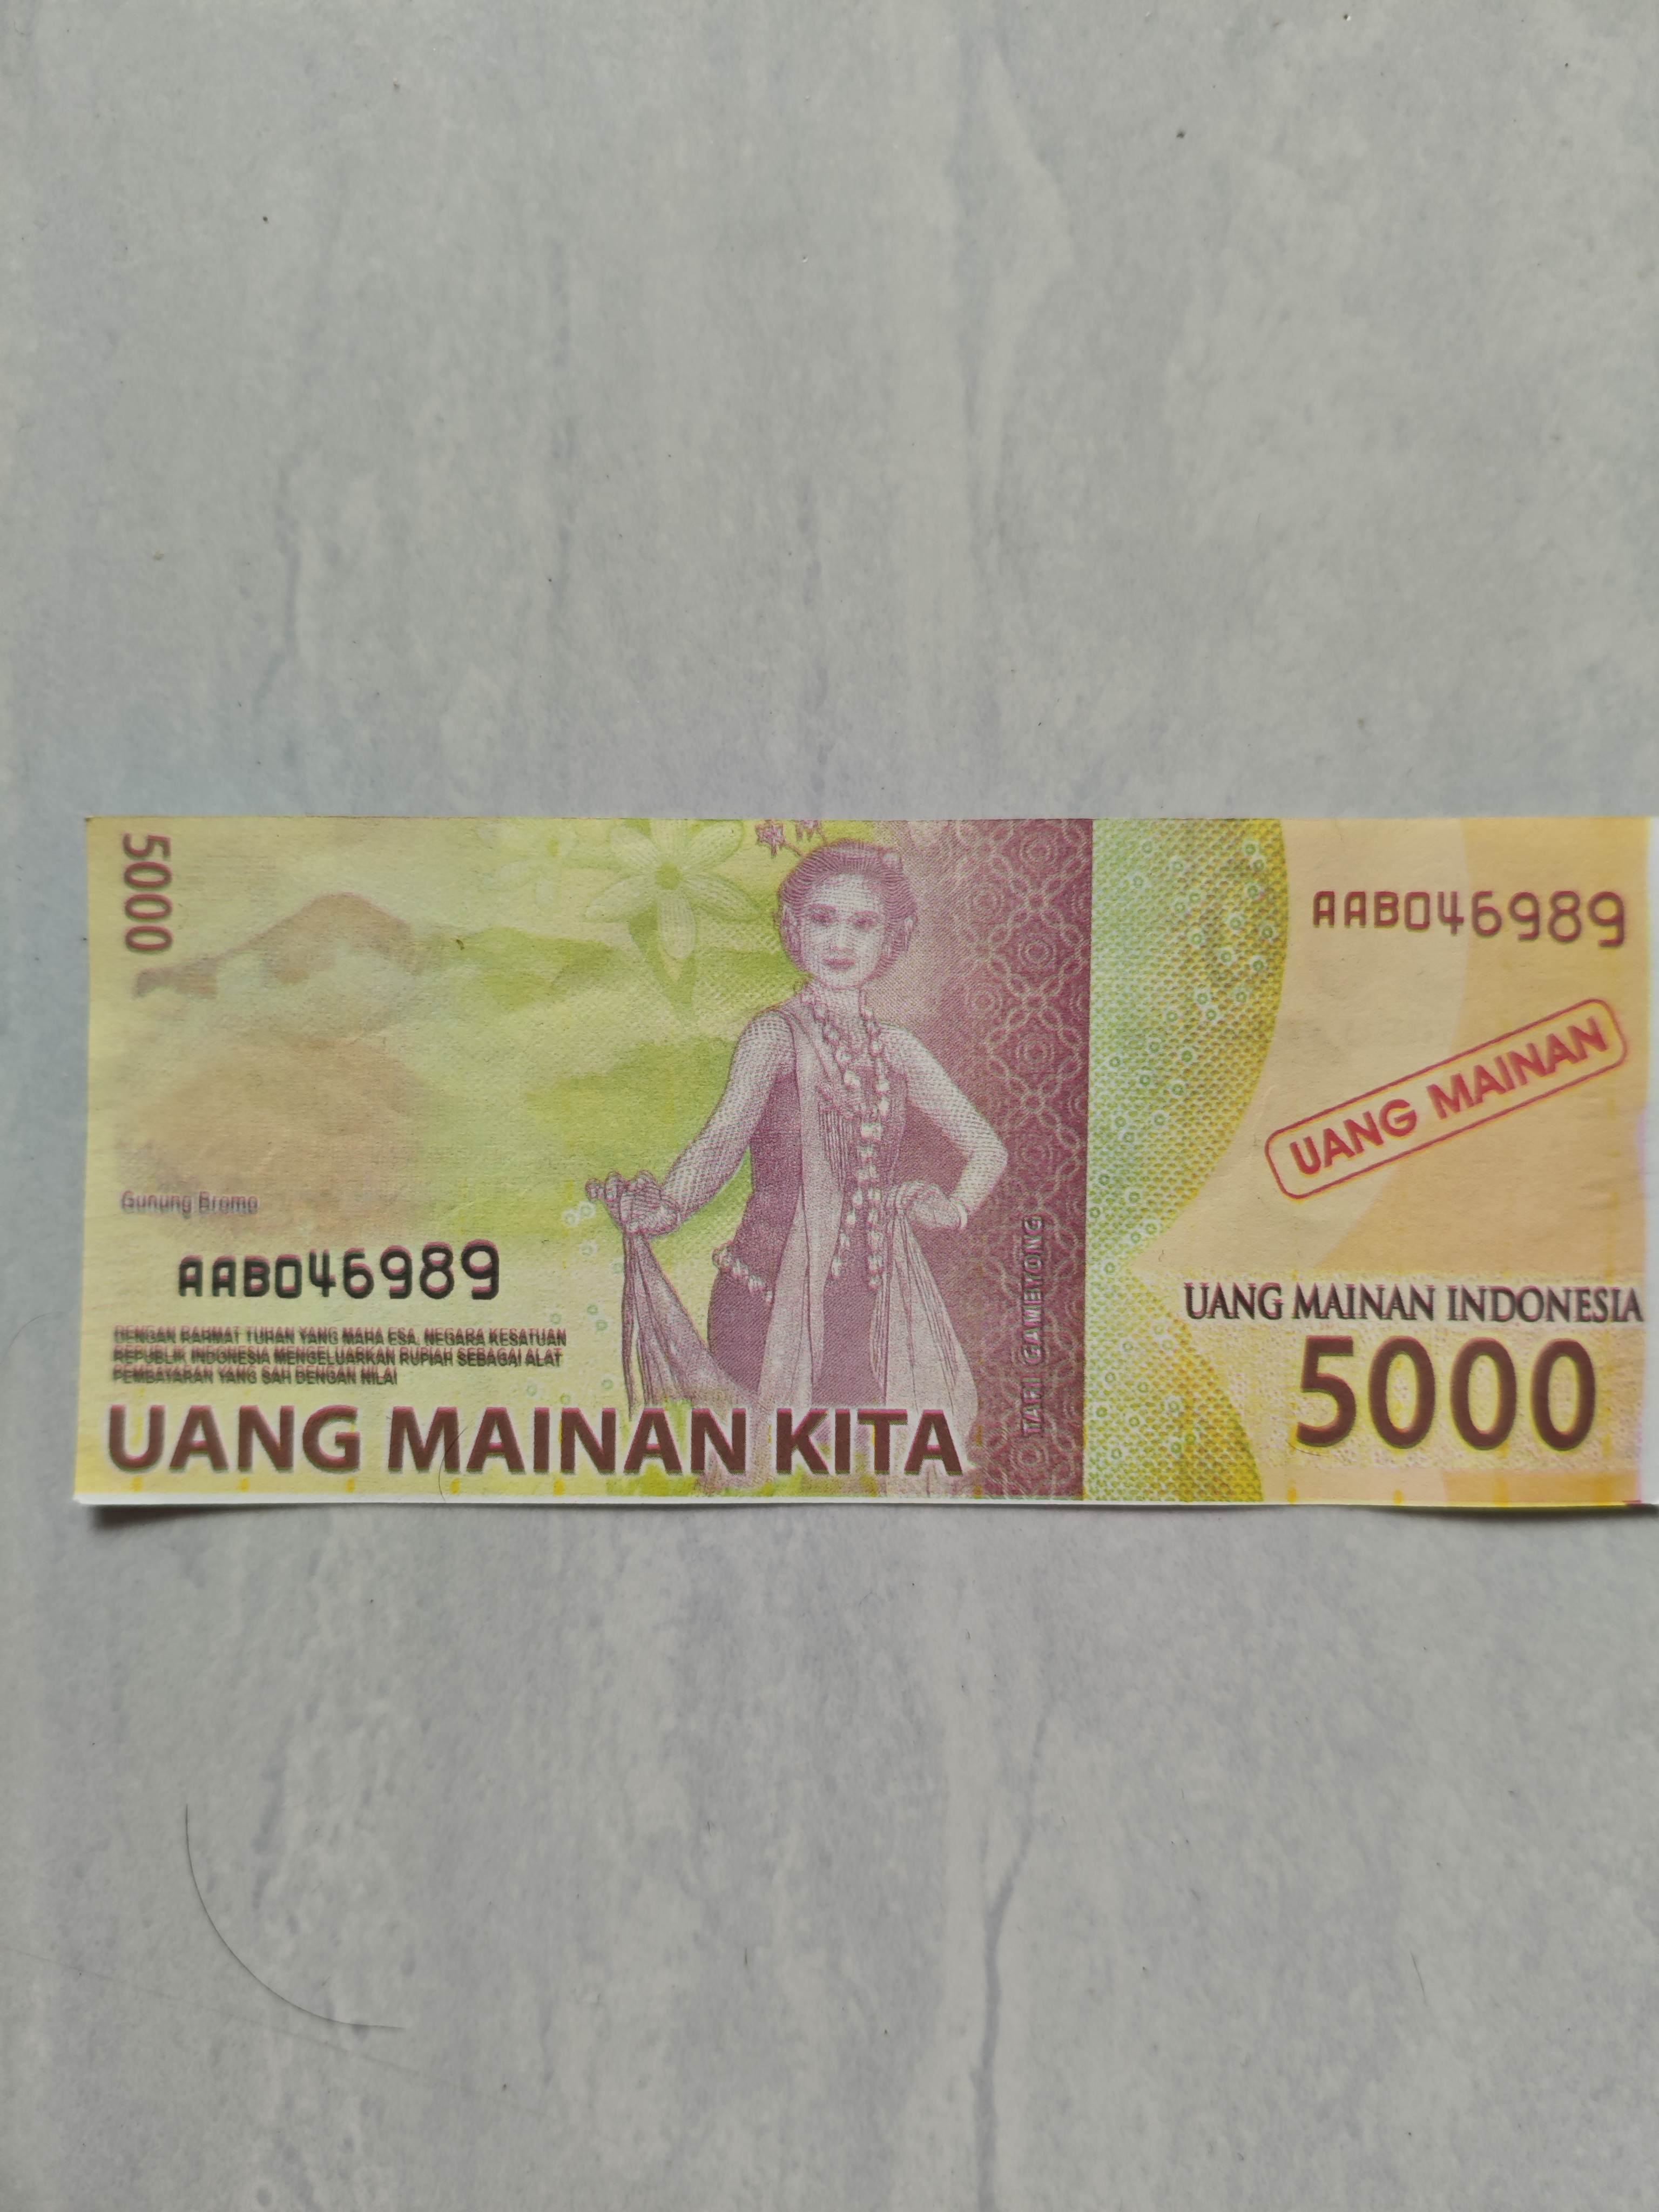 5000
AAB046989
UANG MAINAN
Gunung Bromo
AAB046989
DENGAN RAHMAT TUHAN YANG MAHA ESA, NEGARA KESATUAN
REPUBLIK INDONESIA MENGELUARKAN RUPIAH SEBAGAI ALAT
PEMBAYARAN YANG SAH DENGAN NILAI
UANG MAINAN KITA
TARI GAMBYONG
UANG MAINAN INDONESIA
5000